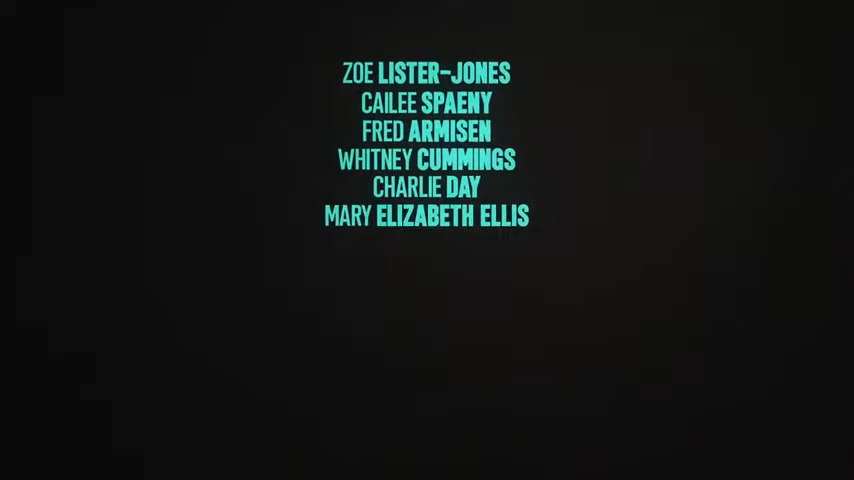 ZOE LISTER-JONES
CAILEE SPAENY
FRED ARMISEN
WHITNEY CUMMINGS
CHARLIE DAY
MARY ELIZABETH ELLIS